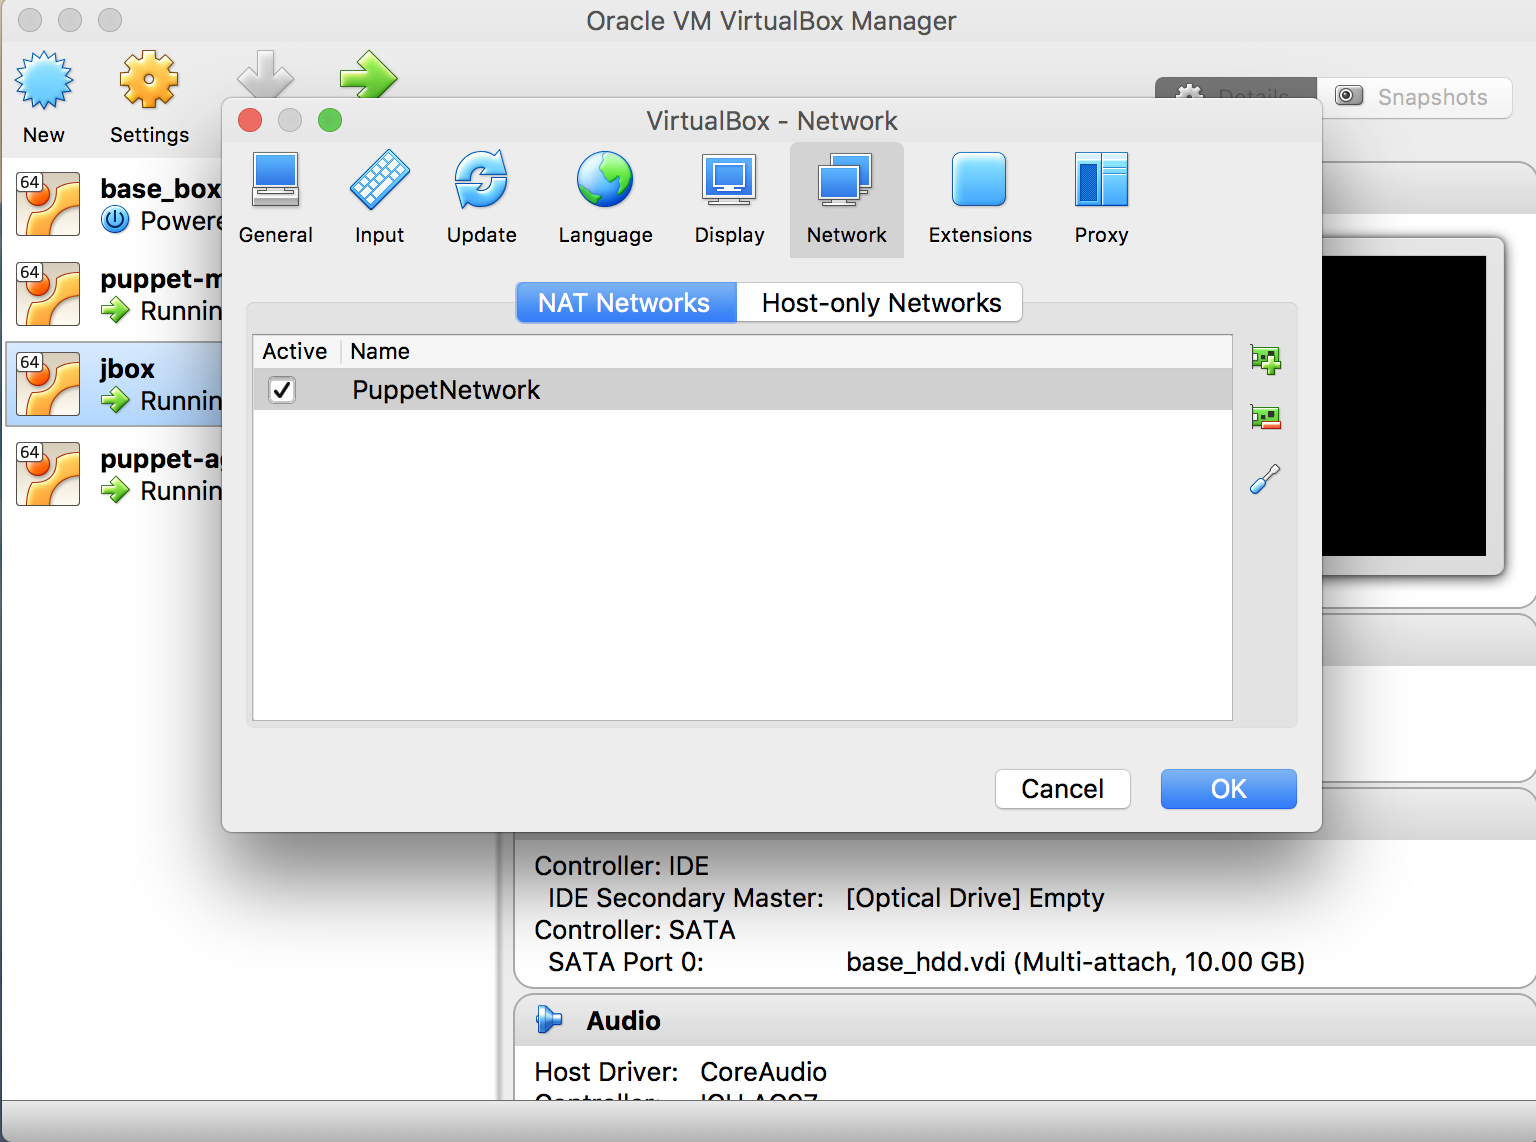 Oracle VM VirtualBox Manager
New
Settings
Details
Snapshots
64
base_box
Powere
64
puppet-m
Runnin
64
jbox
Runnin
64
puppet-a
Runnin
VirtualBox - Network
General
Input
Update
Language
Display
Network
Extensions
Proxy
NAT Networks
Host-only Networks
Active Name
PuppetNetwork
Cancel
OK
Controller: IDE
IDE Secondary Master: [Optical Drive] Empty
Controller: SATA
SATA Port 0: base_hdd.vdi (Multi-attach, 10.00 GB)
Audio
Host Driver: CoreAudio
Controller: ICH AC97